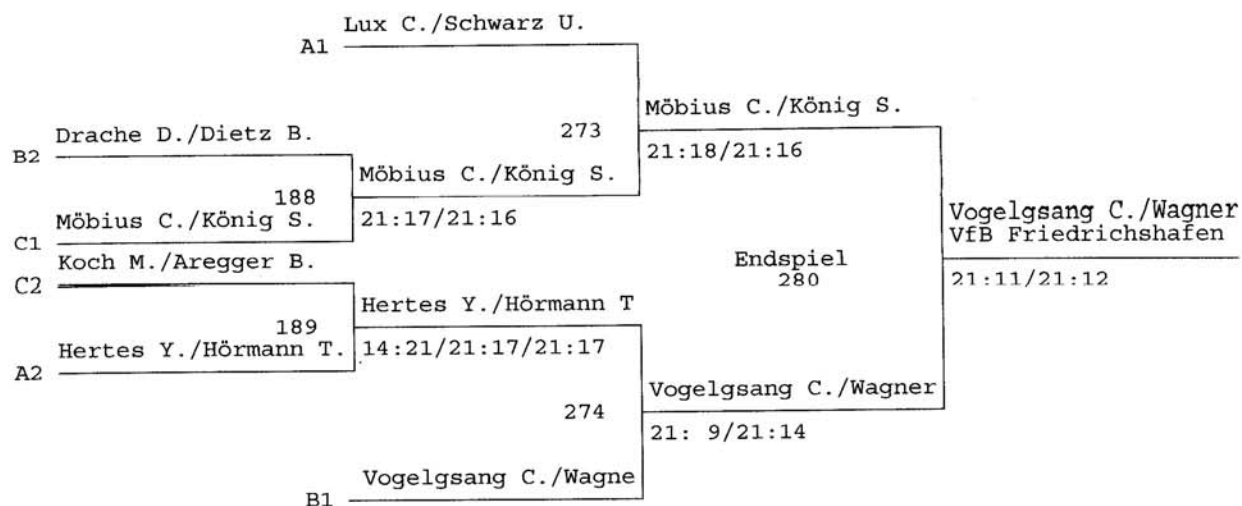 Lux C./Schwarz U.
A1
Möbius C./König S.
273
Drache D./Dietz B.
B2
21:18/21:16
188
Möbius C./König S.
Möbius C./König S.
21:17/21:16
C1
Vogelgsang C./Wagner
VfB Friedrichshafen
Koch M./Aregger B.
C2
Endspiel
280
21:11/21:12
Hertes Y./Hörmann T
189
Hertes Y./Hörmann T.
14:21/21:17/21:17
A2
Vogelgsang C./Wagner
274
21: 9/21:14
Vogelgsang C./Wagne
B1